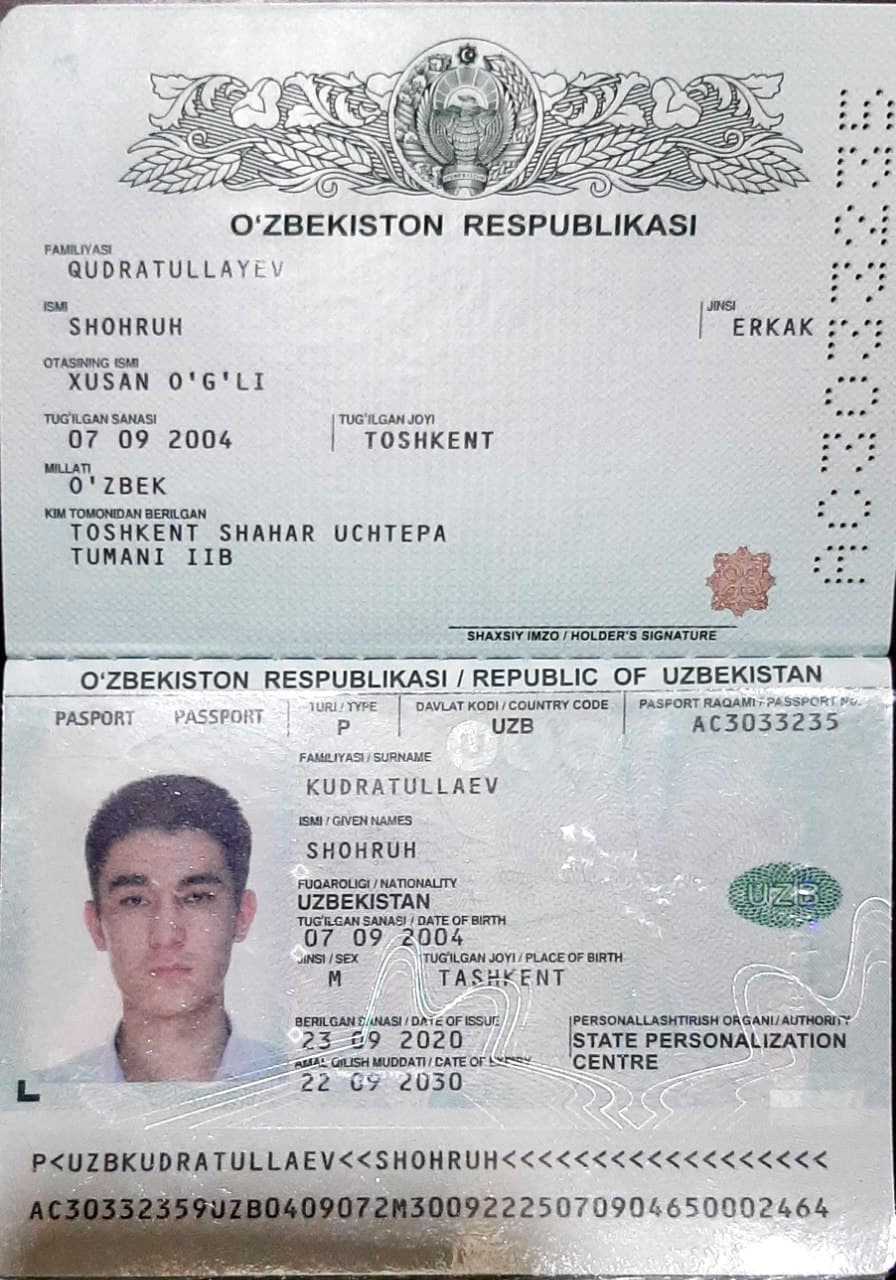 O‘ZBEKISTON RESPUBLIKASI
FAMILIYASI
QUDRATULLAYEV
ISMI
SHOHRUH
JINSI
ERKAK
OTASINING ISMI
XUSAN O'G'LI
TUG‘ILGAN SANASI
07 09 2004
TUG‘ILGAN JOYI
TOSHKENT
MILLATI
O'ZBEK
KIM TOMONIDAN BERILGAN
TOSHKENT SHAHAR UCHTEPA
TUMANI IIB
SHAXSIY IMZO / HOLDER'S SIGNATURE
O‘ZBEKISTON RESPUBLIKASI / REPUBLIC OF UZBEKISTAN
PASPORT PASSPORT
TURI / TYPE
P
DAVLAT KODI / COUNTRY CODE
UZB
PASPORT RAQAMI / PASSPORT No.
AC3033235
FAMILIYASI / SURNAME
KUDRATULLAEV
ISMI / GIVEN NAMES
SHOHRUH
FUQAROLIGI / NATIONALITY
UZBEKISTAN
TUG‘ILGAN SANASI / DATE OF BIRTH
07 09 2004
JINSI / SEX
M
TUG‘ILGAN JOYI / PLACE OF BIRTH
TASHKENT
BERILGAN SANASI / DATE OF ISSUE
23 09 2020
AMAL QILISH MUDDATI / DATE OF EXPIRY
22 09 2030
PERSONALLASHTIRISH ORGANI / AUTHORITY
STATE PERSONALIZATION
CENTRE
UZB
P<UZBKUDRATULLAEV<<SHOHRUH<<<<<<<<<<<<<<<<<<
AC30332359UZB0409072M30092225070904650002464